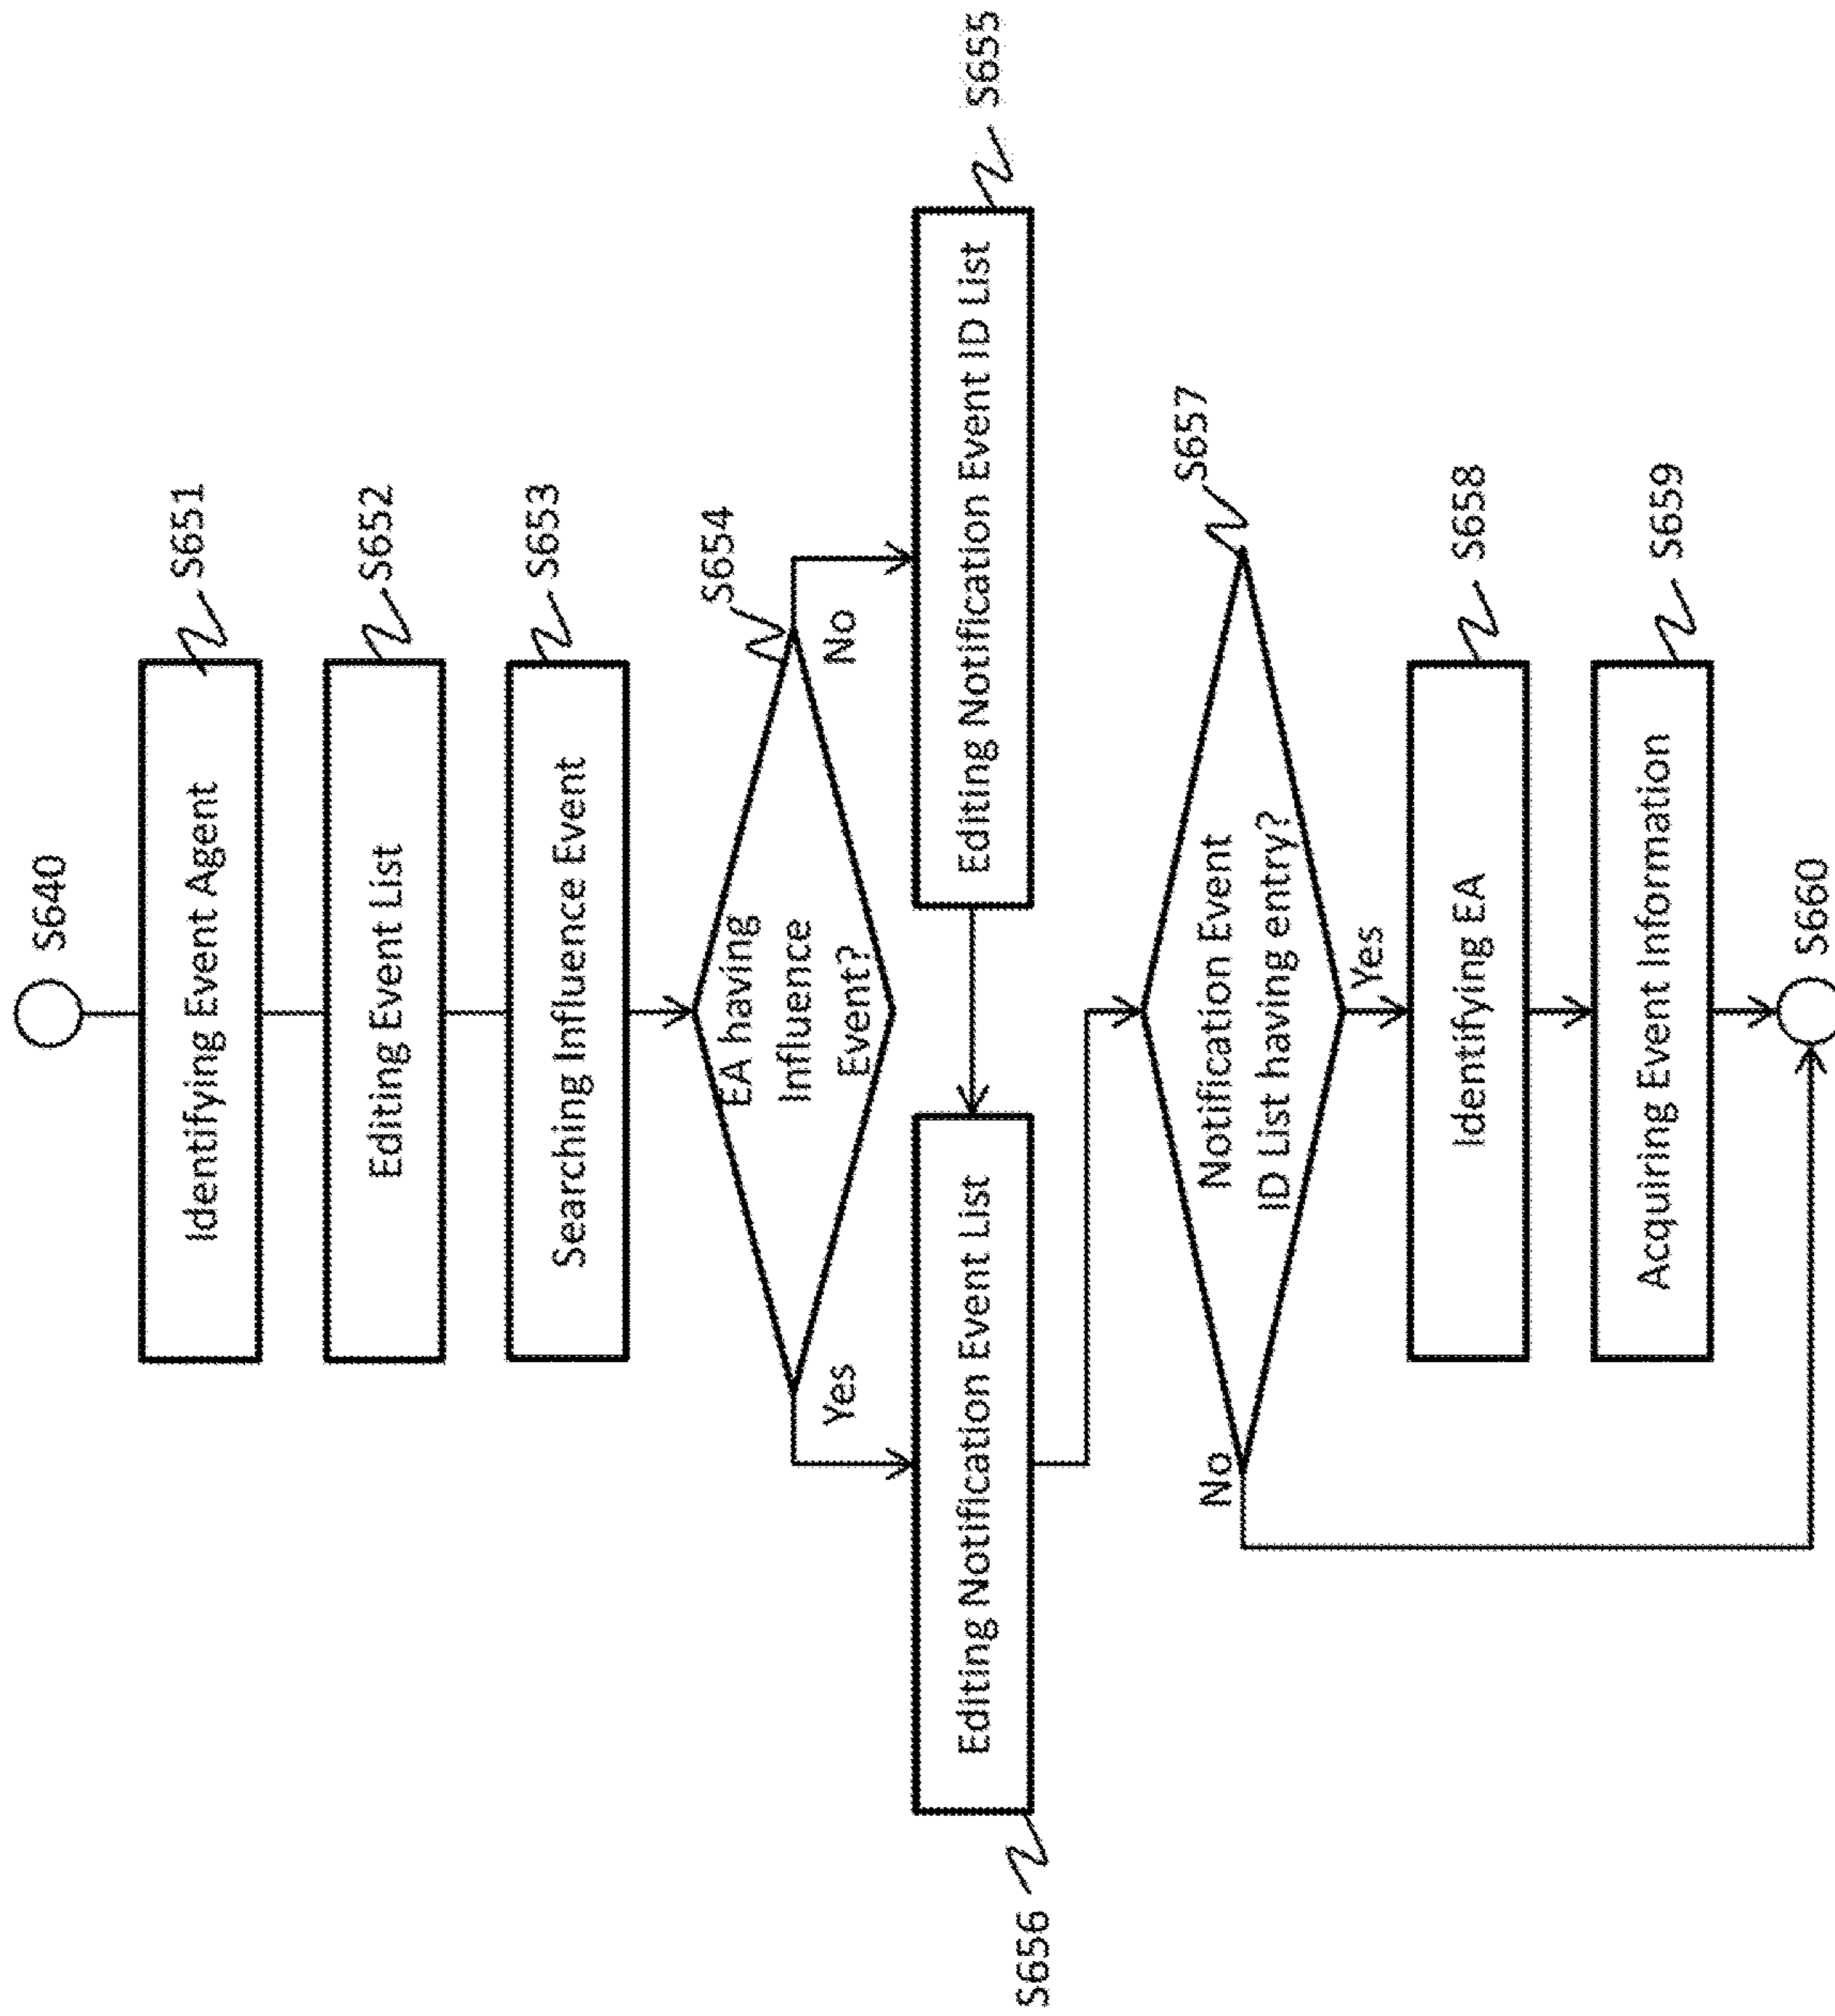 S640
Identifying Event Agent
S651
Editing Event List
S652
Searching Influence Event
S653
EA having
Influence
Event?
S654
Yes
No
Editing Notification Event ID List
S655
Editing Notification Event List
S656
Notification Event
ID List having entry?
S657
No
Yes
Identifying EA
S658
Acquiring Event Information
S659
S660